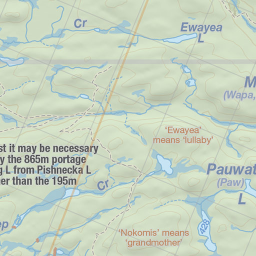 Cr
Ewayea
L
M
(Wapa,
st it may be necessary
y the 865m portage
g L from Pishnecka L
er than the 195m
'Ewayea'
means 'lullaby'
Pauwat
(Paw)
L
Cr
426
'Nokomis' means
'grandmother'